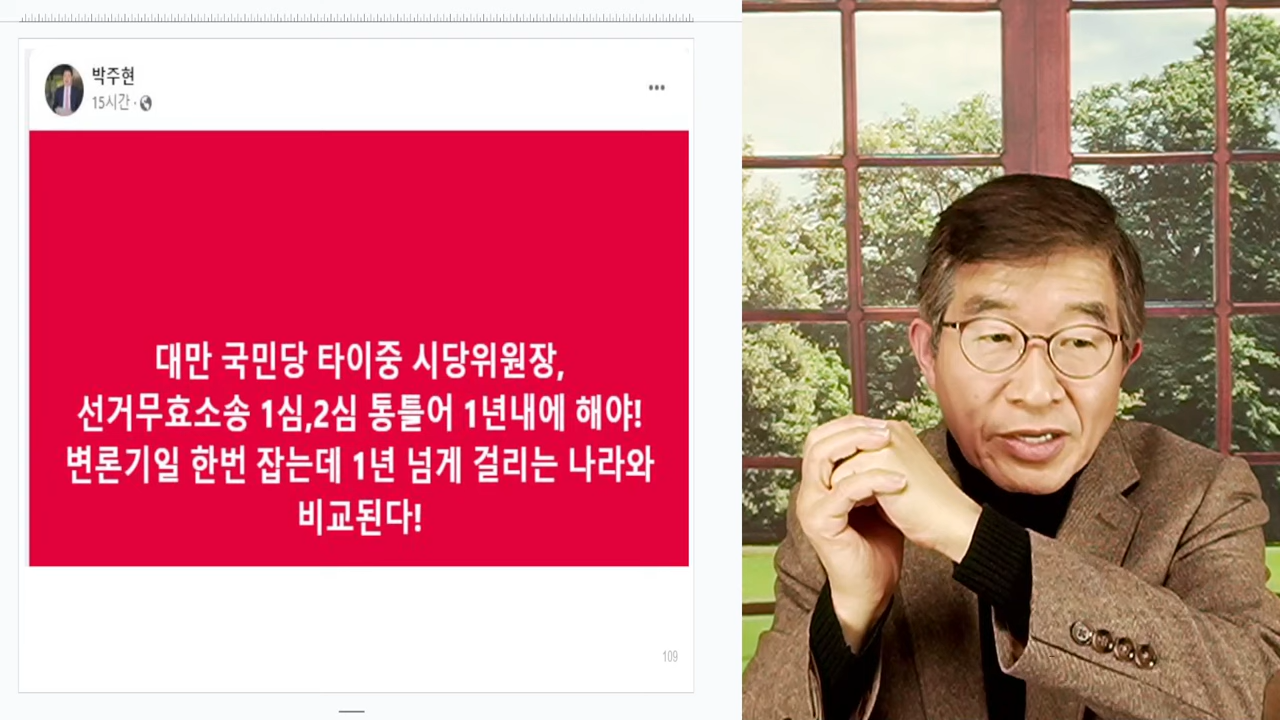 박주현
15시간 ·
대만 국민당 타이중 시당위원장,
선거무효소송 1심,2심 통틀어 1년내에 해야!
변론기일 한번 잡는데 1년 넘게 걸리는 나라와
비교된다!
109